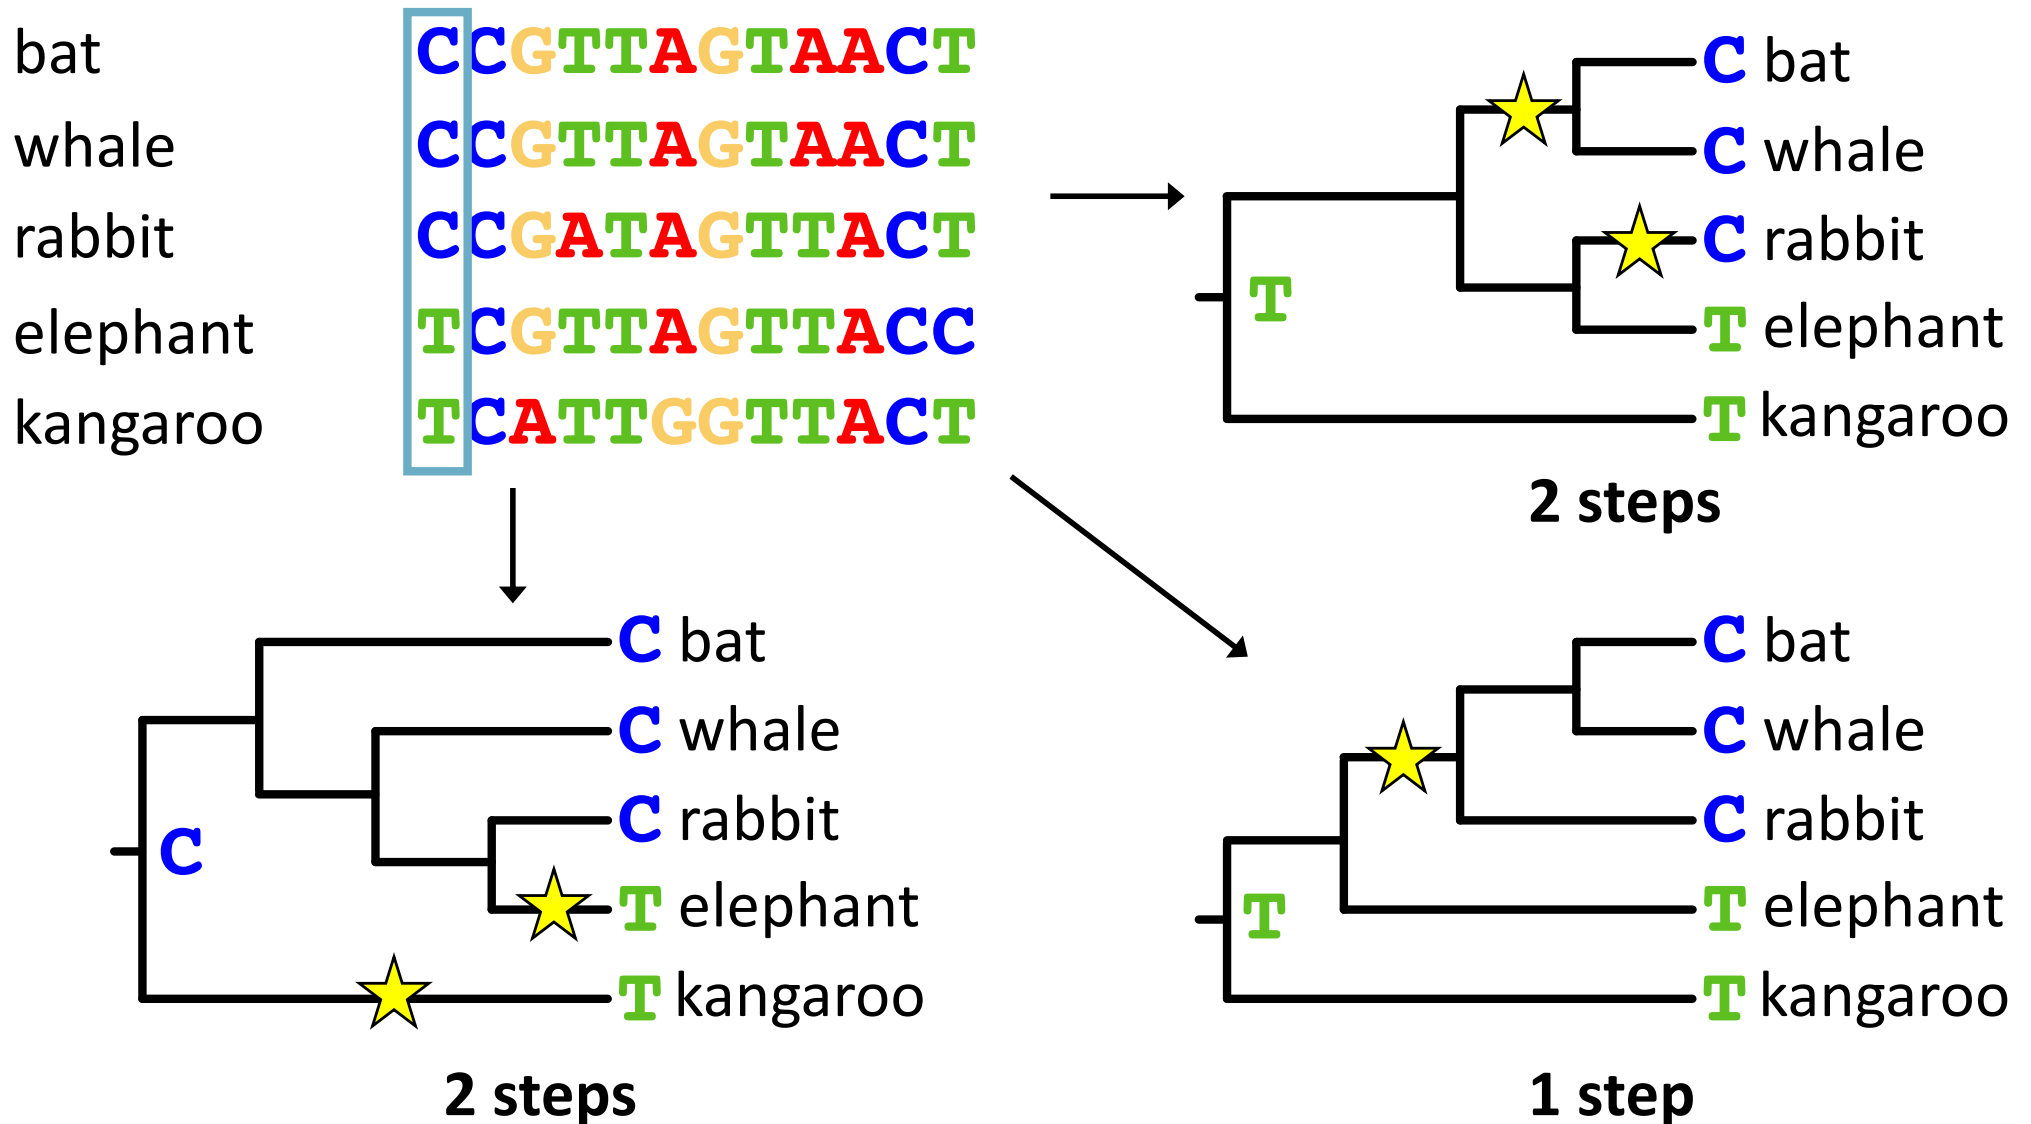 bat CCGTTAGTAACT
whale CCGTTAGTAACT
rabbit CCGATAGTTACT
elephant TCGTTAGTTACC
kangaroo TCATTGGTTACT
C bat
C whale
C rabbit
T elephant
T kangaroo
T
2 steps
C bat
C whale
C rabbit
T elephant
T kangaroo
C
2 steps
C bat
C whale
C rabbit
T elephant
T kangaroo
T
1 step